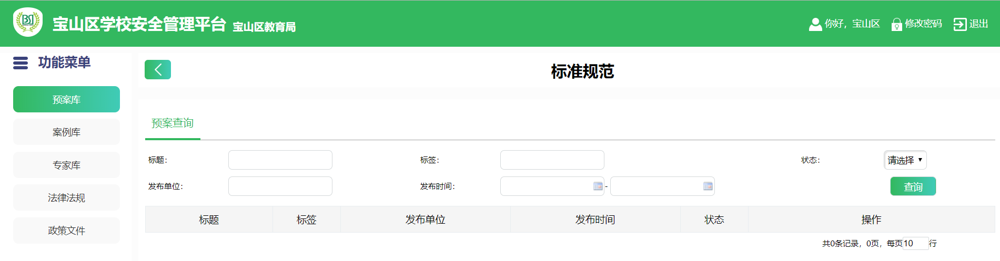 宝山区学校安全管理平台 宝山区教育局
你好，宝山区 修改密码 退出
功能菜单
标准规范
预案库
案例库
专家库
法律法规
政策文件
预案查询
标题： 标签： 状态： 请选择
发布单位： 发布时间： - 查询
标题 标签 发布单位 发布时间 状态 操作
共0条记录，0页，每页10行